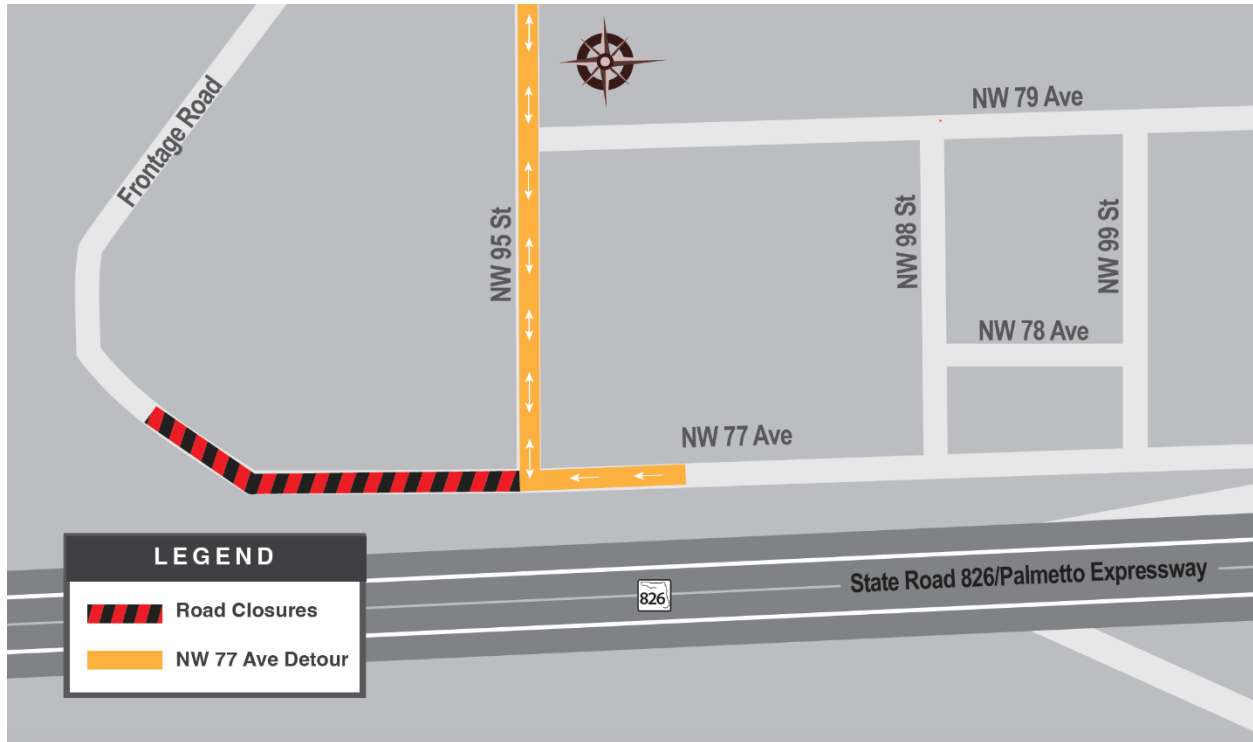 NW 79 Ave
Frontage Road
NW 95 St
NW 98 St
NW 99 St
NW 78 Ave
NW 77 Ave
State Road 826/Palmetto Expressway
826
LEGEND
Road Closures
NW 77 Ave Detour